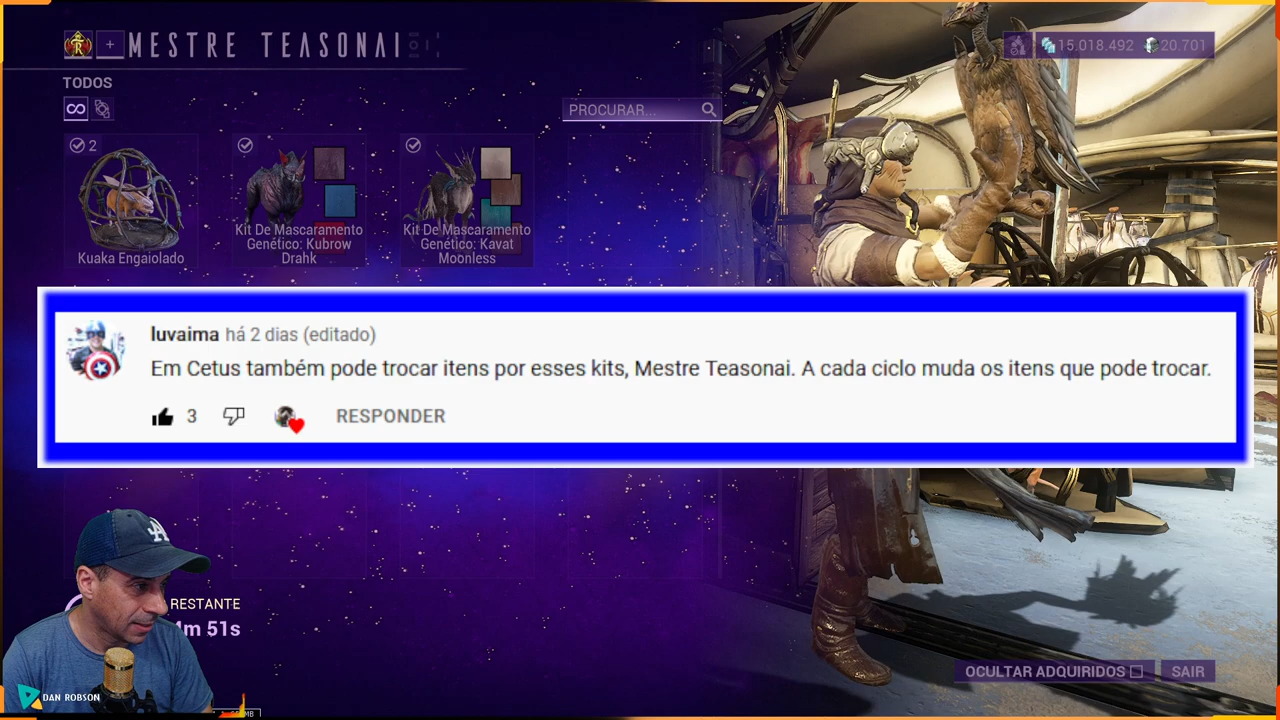 MESTRE TEASONAI
15.018.492
20.701
TODOS
PROCURAR...
2
Kuaka Engaiolado
Kit De Mascaramento
Genético: Kubrow
Drahk
Kit De Mascaramento
Genético: Kavat
Moonless
luvaima há 2 dias (editado)
Em Cetus também pode trocar itens por esses kits, Mestre Teasonai. A cada ciclo muda os itens que pode trocar.
3
RESPONDER
RESTANTE
4m 51s
OCULTAR ADQUIRIDOS
SAIR
DAN ROBSON